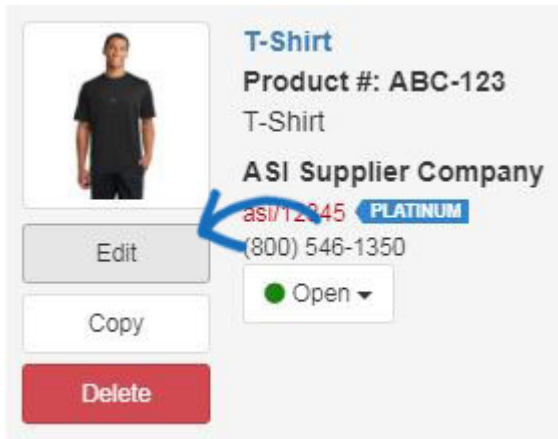 T-Shirt
Product #: ABC-123
T-Shirt
ASI Supplier Company
asi/12345 PLATINUM
(800) 546-1350
Open
Edit
Copy
Delete